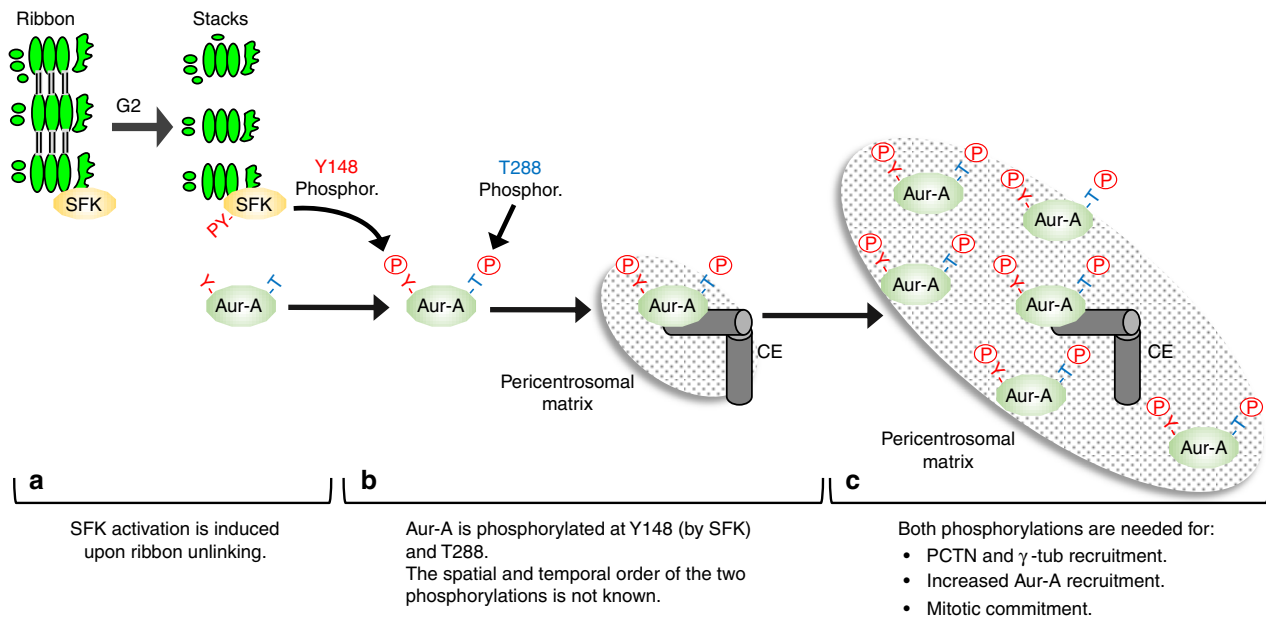 Ribbon
Stacks
G2
SFK
SFK
PY
Y148
Phosphor.
T288
Phosphor.
Y
T
Aur-A
P
Y
P
T
Aur-A
P
Y
P
T
Aur-A
CE
Pericentrosomal
matrix
P
Y
P
T
Aur-A
P
Y
P
T
Aur-A
P
Y
P
T
Aur-A
P
Y
P
T
Aur-A
CE
P
Y
P
T
Aur-A
P
Y
P
T
Aur-A
Pericentrosomal
matrix
a
SFK activation is induced
upon ribbon unlinking.
b
Aur-A is phosphorylated at Y148 (by SFK)
and T288.
The spatial and temporal order of the two
phosphorylations is not known.
c
Both phosphorylations are needed for:
• PCTN and γ-tub recruitment.
• Increased Aur-A recruitment.
• Mitotic commitment.